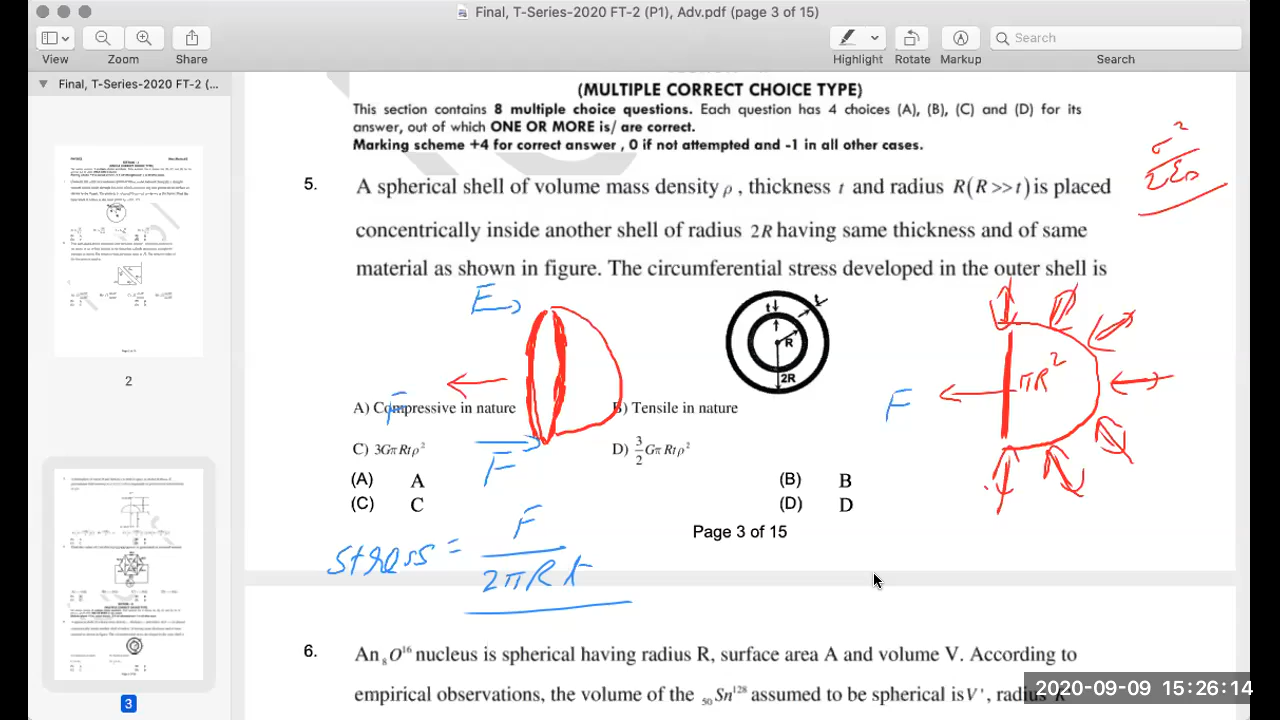 Final, T-Series-2020 FT-2 (P1), Adv.pdf (page 3 of 15)
View Zoom Share Highlight Rotate Markup Search
Search
Final, T-Series-2020 FT-2 (...
2
3
(MULTIPLE CORRECT CHOICE TYPE)
This section contains 8 multiple choice questions. Each question has 4 choices (A), (B), (C) and (D) for its
answer, out of which ONE OR MORE is/ are correct.
Marking scheme +4 for correct answer , 0 if not attempted and -1 in all other cases.
σ²
2ε₀
5. A spherical shell of volume mass density ρ, thickness t and radius R(R>>t) is placed
concentrically inside another shell of radius 2R having same thickness and of same
material as shown in figure. The circumferential stress developed in the outer shell is
E
t
t
R
2R
πR²
F
F
F
A) Compressive in nature B) Tensile in nature
C) 3GπRtρ² D) 3/2 GπRtρ²
(A) A (B) B
(C) C (D) D
Page 3 of 15
stress = F
2πRt
6. An ₈O¹⁶ nucleus is spherical having radius R, surface area A and volume V. According to
empirical observations, the volume of the ₅₀Sn¹²⁸ assumed to be spherical is V', radius R'
2020-09-09 15:26:14